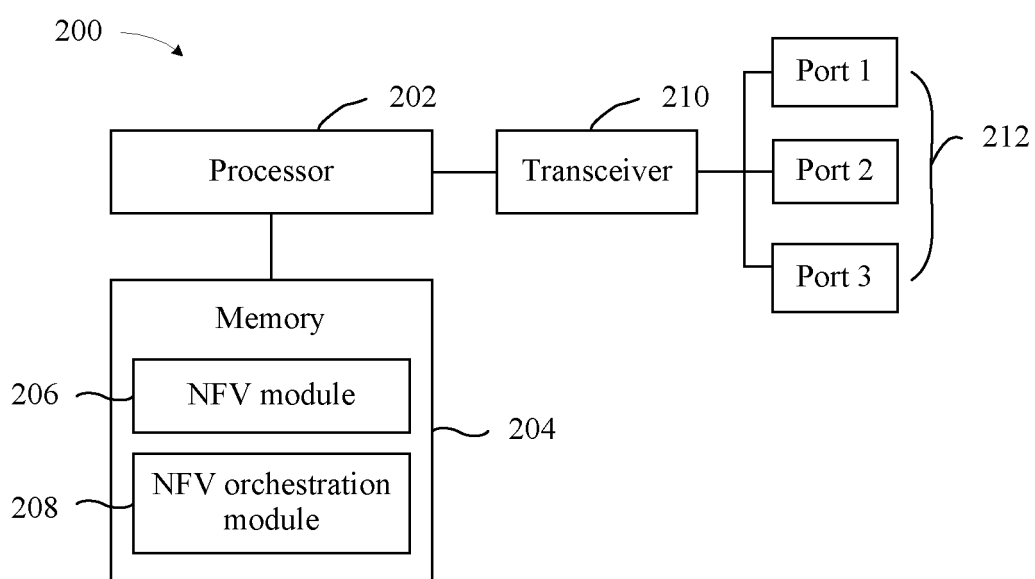 200
202
210
Port 1
Processor
Transceiver
Port 2
212
Port 3
Memory
206
NFV module
204
208
NFV orchestration
module